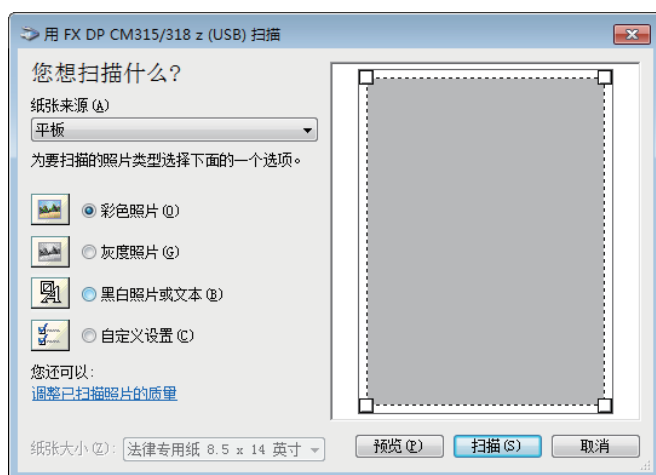 用 FX DP CM315/318 z (USB) 扫描
您想扫描什么?
纸张来源(A)
平板
为要扫描的照片类型选择下面的一个选项。
彩色照片(O)
灰度照片(G)
黑白照片或文本(B)
自定义设置(C)
您还可以:
调整已扫描照片的质量
纸张大小(Z): 法律专用纸 8.5 x 14 英寸
预览(P) 扫描(S) 取消